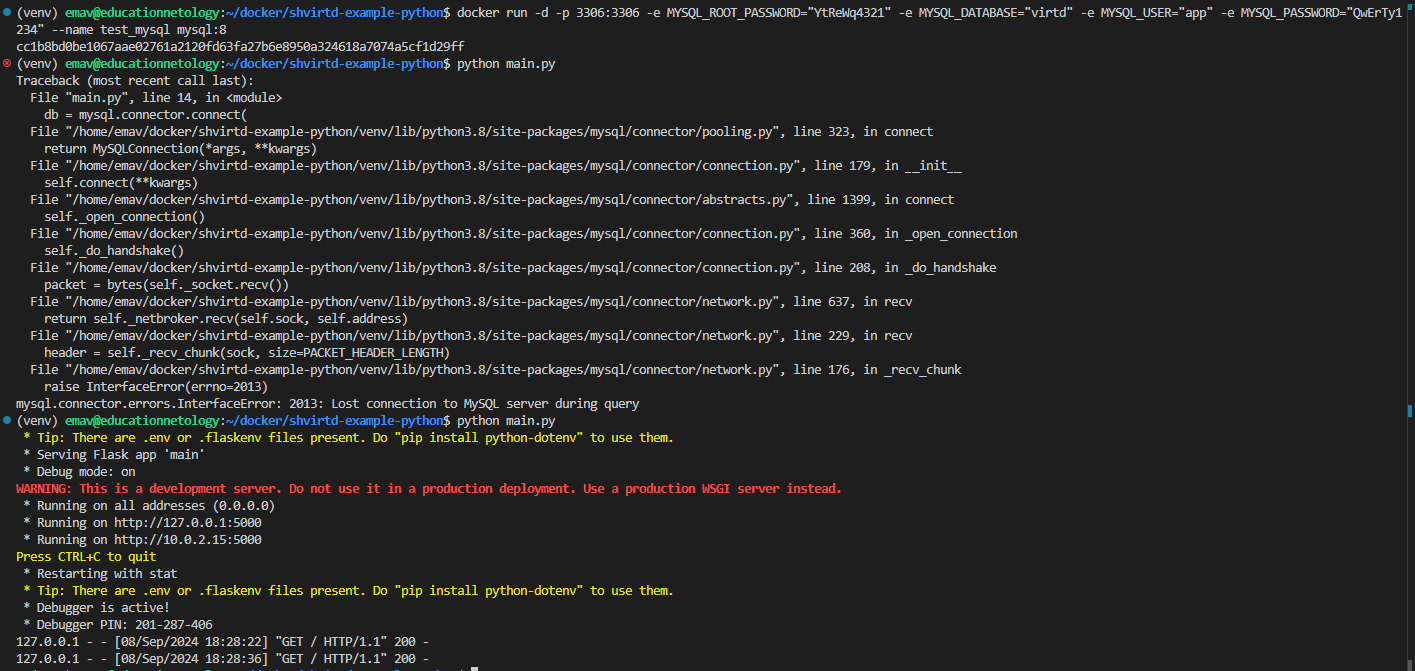 (venv) emav@educationnetology:~/docker/shvirtd-example-python$ docker run -d -p 3306:3306 -e MYSQL_ROOT_PASSWORD="YtReWq4321" -e MYSQL_DATABASE="virtd" -e MYSQL_USER="app" -e MYSQL_PASSWORD="QwErTy1
234" --name test_mysql mysql:8
cc1b8bd0be1067aae02761a2120fd63fa27b6e8950a324618a7074a5cf1d29ff
(venv) emav@educationnetology:~/docker/shvirtd-example-python$ python main.py
Traceback (most recent call last):
  File "main.py", line 14, in <module>
    db = mysql.connector.connect(
  File "/home/emav/docker/shvirtd-example-python/venv/lib/python3.8/site-packages/mysql/connector/pooling.py", line 323, in connect
    return MySQLConnection(*args, **kwargs)
  File "/home/emav/docker/shvirtd-example-python/venv/lib/python3.8/site-packages/mysql/connector/connection.py", line 179, in __init__
    self.connect(**kwargs)
  File "/home/emav/docker/shvirtd-example-python/venv/lib/python3.8/site-packages/mysql/connector/abstracts.py", line 1399, in connect
    self._open_connection()
  File "/home/emav/docker/shvirtd-example-python/venv/lib/python3.8/site-packages/mysql/connector/connection.py", line 360, in _open_connection
    self._do_handshake()
  File "/home/emav/docker/shvirtd-example-python/venv/lib/python3.8/site-packages/mysql/connector/connection.py", line 208, in _do_handshake
    packet = bytes(self._socket.recv())
  File "/home/emav/docker/shvirtd-example-python/venv/lib/python3.8/site-packages/mysql/connector/network.py", line 637, in recv
    return self._netbroker.recv(self.sock, self.address)
  File "/home/emav/docker/shvirtd-example-python/venv/lib/python3.8/site-packages/mysql/connector/network.py", line 229, in recv
    header = self._recv_chunk(sock, size=PACKET_HEADER_LENGTH)
  File "/home/emav/docker/shvirtd-example-python/venv/lib/python3.8/site-packages/mysql/connector/network.py", line 176, in _recv_chunk
    raise InterfaceError(errno=2013)
mysql.connector.errors.InterfaceError: 2013: Lost connection to MySQL server during query
(venv) emav@educationnetology:~/docker/shvirtd-example-python$ python main.py
 * Tip: There are .env or .flaskenv files present. Do "pip install python-dotenv" to use them.
 * Serving Flask app 'main'
 * Debug mode: on
WARNING: This is a development server. Do not use it in a production deployment. Use a production WSGI server instead.
 * Running on all addresses (0.0.0.0)
 * Running on http://127.0.0.1:5000
 * Running on http://10.0.2.15:5000
Press CTRL+C to quit
 * Restarting with stat
 * Tip: There are .env or .flaskenv files present. Do "pip install python-dotenv" to use them.
 * Debugger is active!
 * Debugger PIN: 201-287-406
127.0.0.1 - - [08/Sep/2024 18:28:22] "GET / HTTP/1.1" 200 -
127.0.0.1 - - [08/Sep/2024 18:28:36] "GET / HTTP/1.1" 200 -